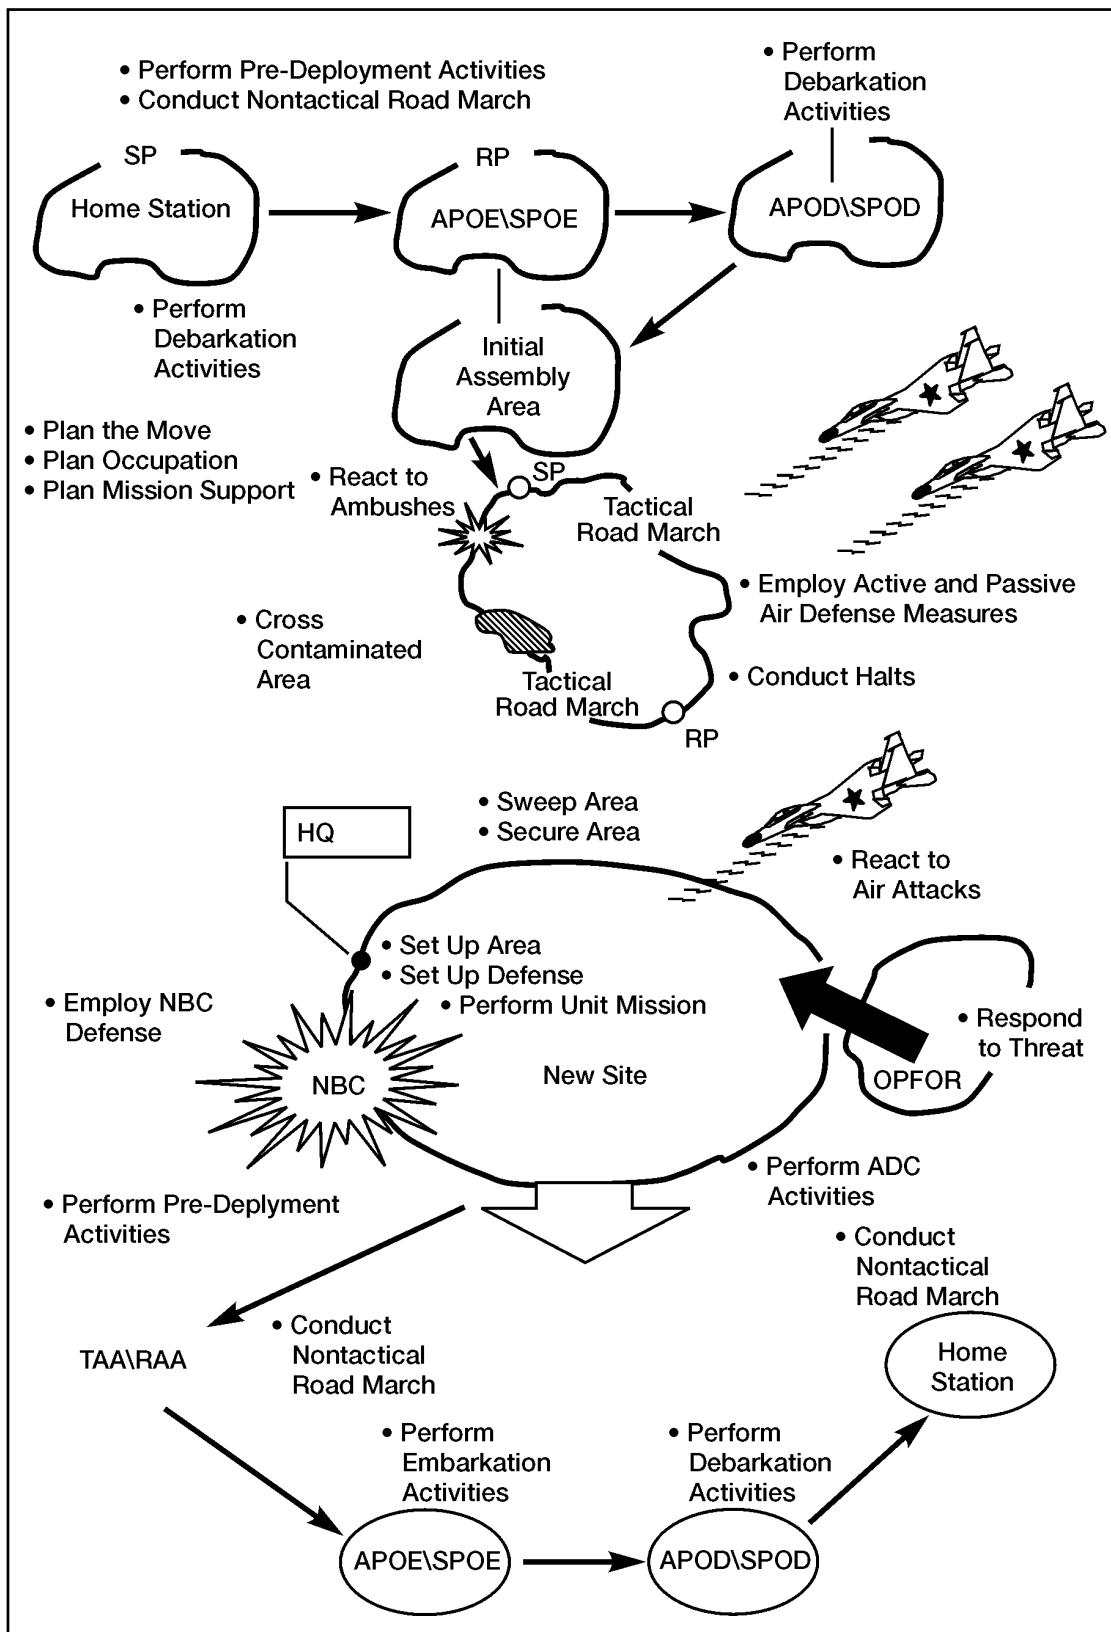 • Perform Pre-Deployment Activities
• Conduct Nontactical Road March
• Perform
Debarkation
Activities
SP
Home Station
RP
APOE\SPOE
APOD\SPOD
• Perform
Debarkation
Activities
Initial
Assembly
Area
• Plan the Move
• Plan Occupation
• Plan Mission Support
• React to
Ambushes
SP
Tactical
Road March
• Employ Active and Passive
Air Defense Measures
• Cross
Contaminated
Area
Tactical
Road March
• Conduct Halts
RP
• Sweep Area
• Secure Area
HQ
• React to
Air Attacks
• Set Up Area
• Set Up Defense
• Perform Unit Mission
• Employ NBC
Defense
• Respond
to Threat
NBC
New Site
OPFOR
• Perform ADC
Activities
• Perform Pre-Deplyment
Activities
• Conduct
Nontactical
Road March
• Conduct
Nontactical
Road March
TAA\RAA
Home
Station
• Perform
Embarkation
Activities
• Perform
Debarkation
Activities
APOE\SPOE
APOD\SPOD